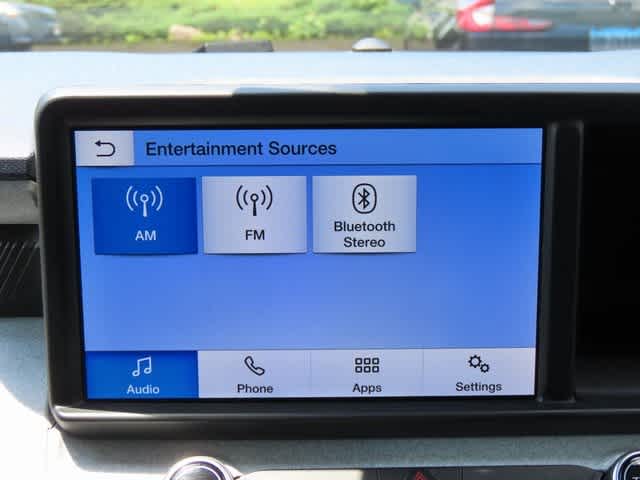 Entertainment Sources
AM
FM
Bluetooth
Stereo
Audio
Phone
Apps
Settings